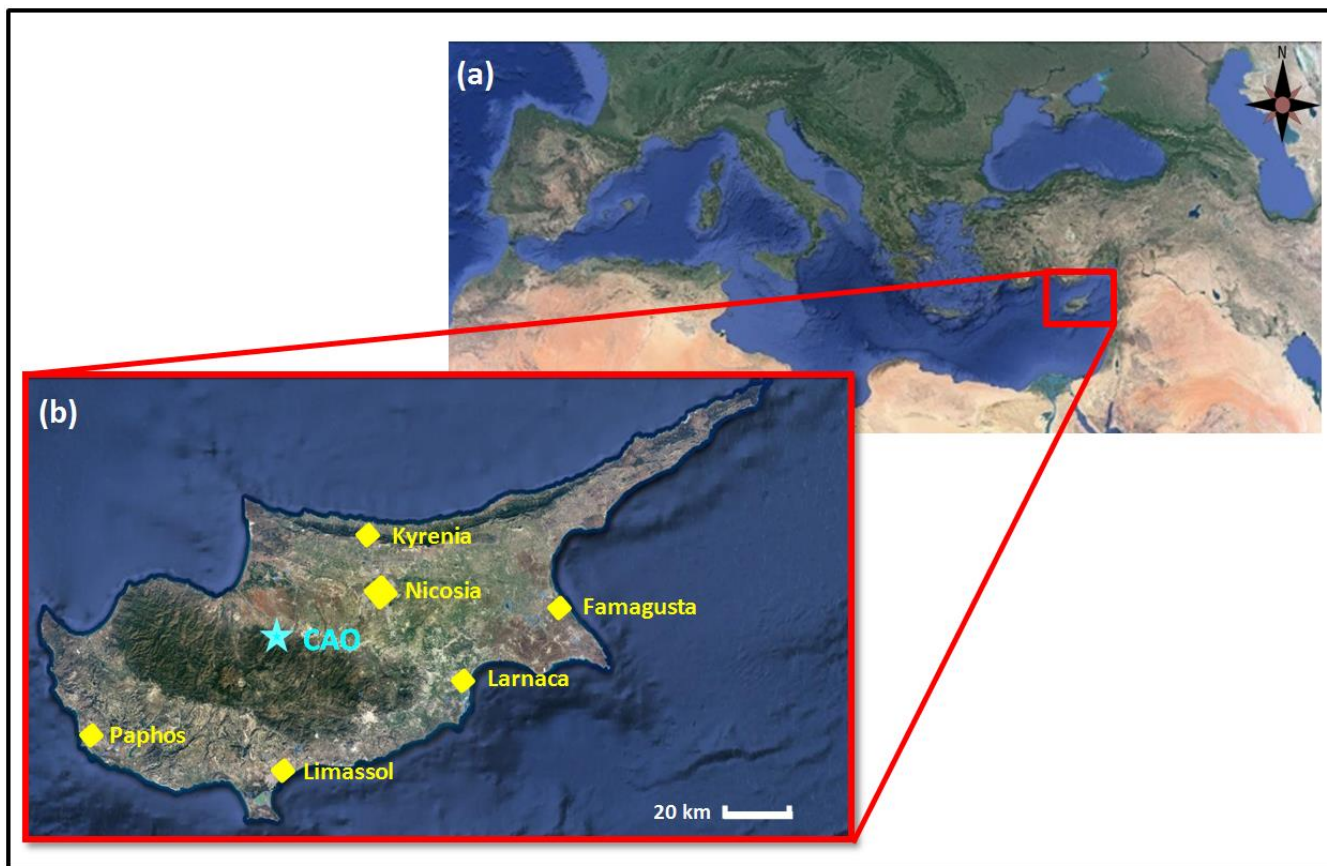 (a)
N
(b)
Kyrenia
Nicosia
Famagusta
CAO
Larnaca
Paphos
Limassol
20 km